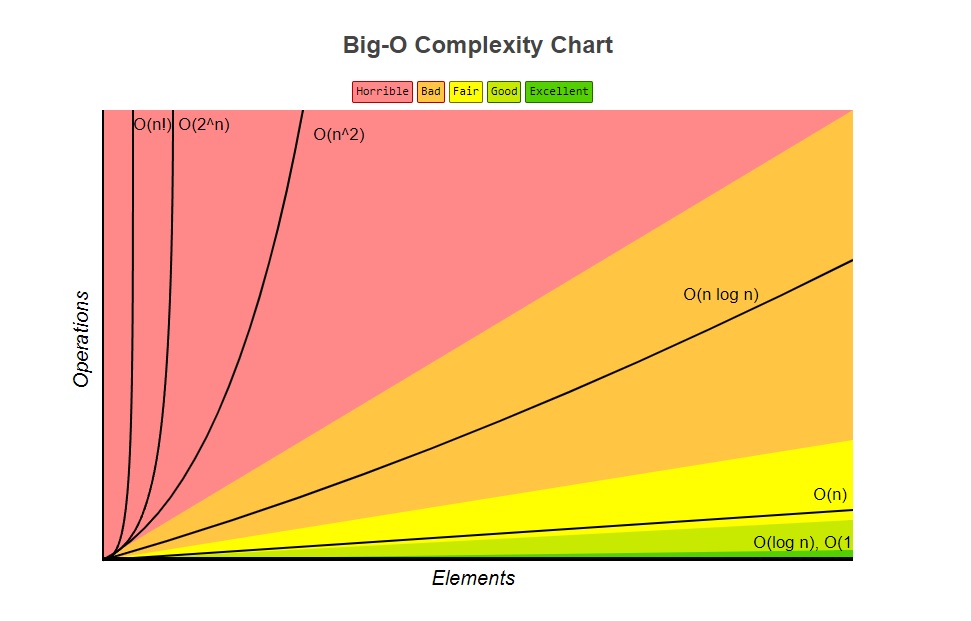 Big-O Complexity Chart
Horrible Bad Fair Good Excellent
O(n!) O(2^n)
O(n^2)
O(n log n)
Operations
O(n)
O(log n), O(1
Elements